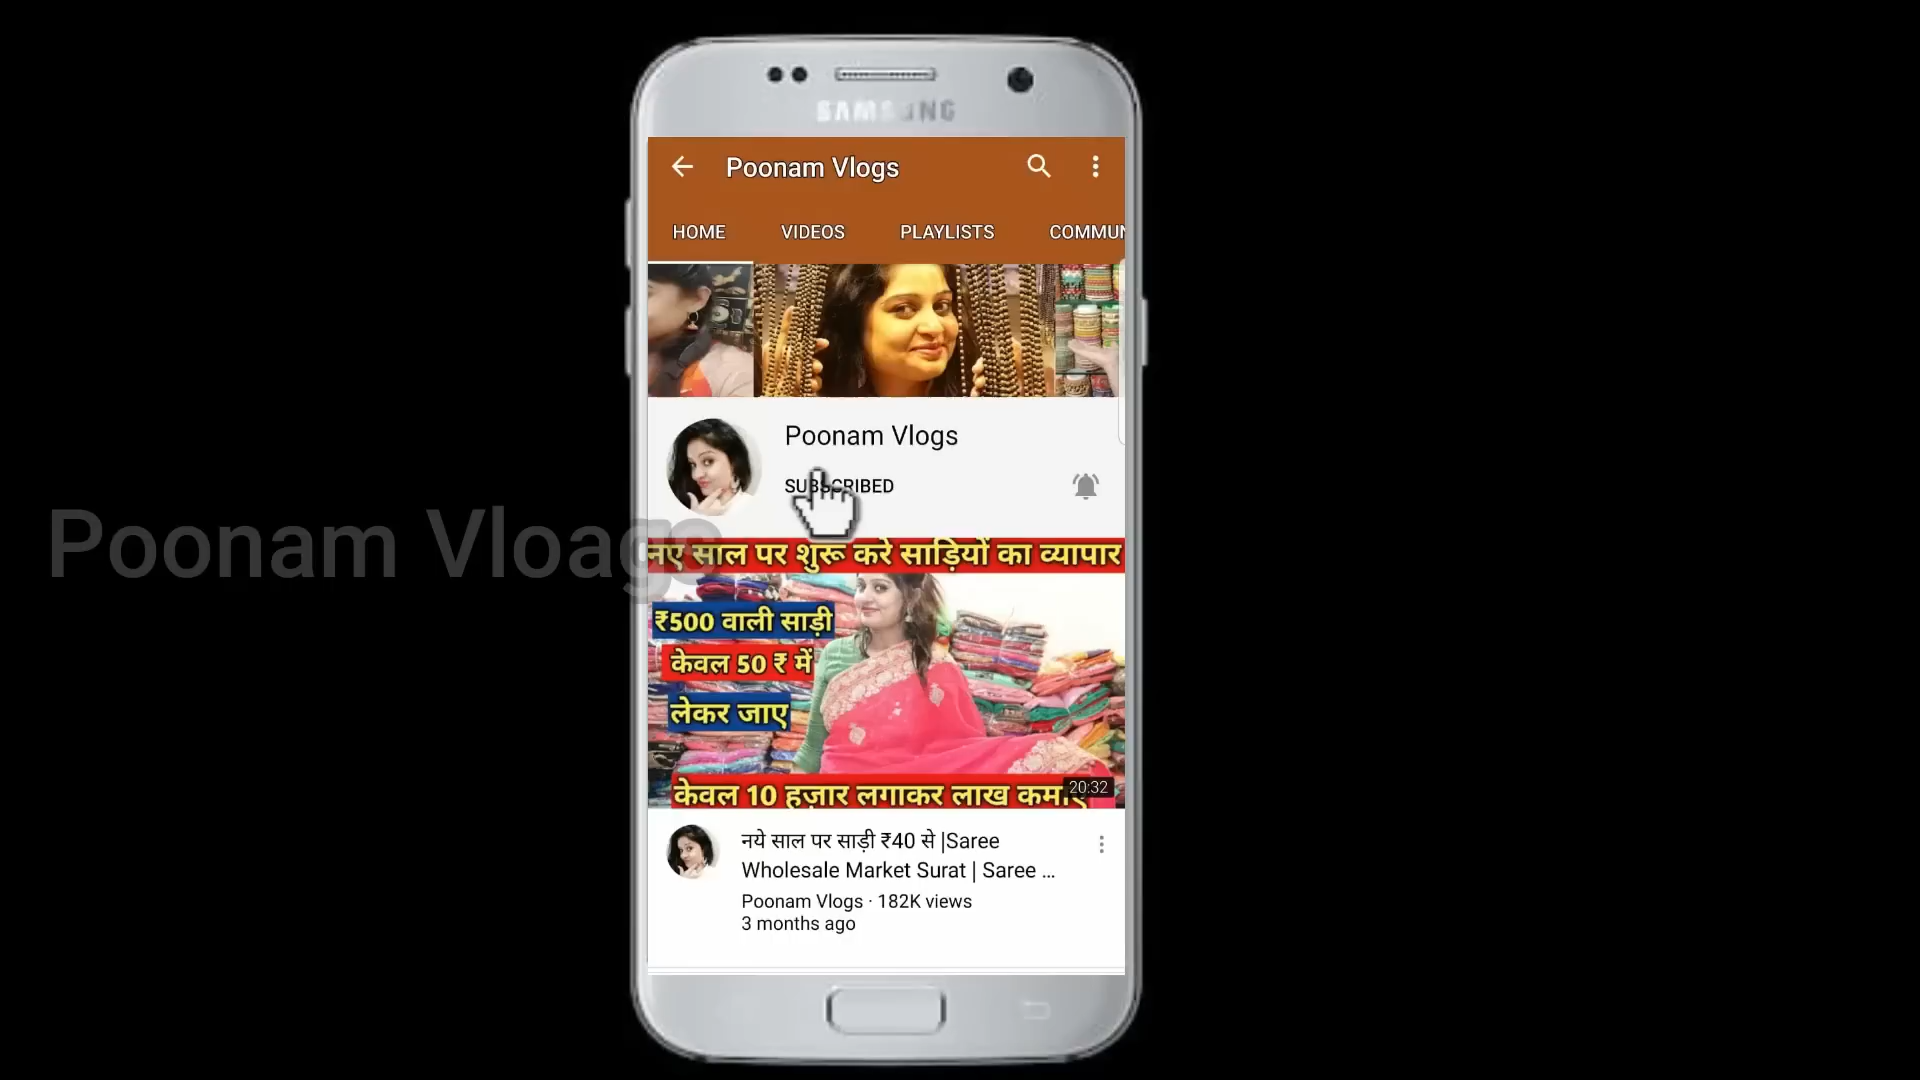 SAMSUNG
Poonam Vlogs
HOME VIDEOS PLAYLISTS COMMUN
Poonam Vlogs
SUBSCRIBED
Poonam Vloags
नए साल पर शुरू करे साड़ियों का व्यापार
₹500 वाली साड़ी
केवल 50 ₹ में
लेकर जाए
केवल 10 हज़ार लगाकर लाख कमाए
20:32
नये साल पर साड़ी ₹40 से |Saree
Wholesale Market Surat | Saree ...
Poonam Vlogs · 182K views
3 months ago